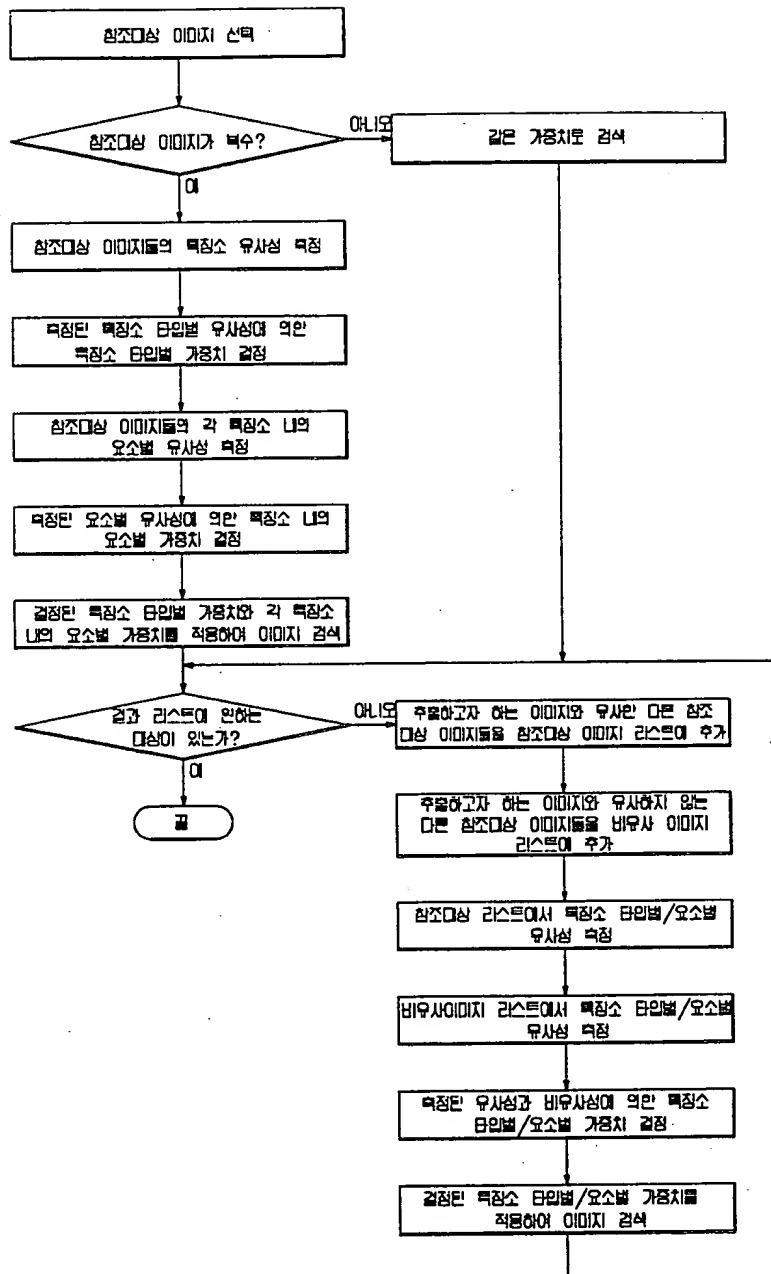 참조대상 이미지 선택
참조대상 이미지가 복수?
아니오
같은 가중치로 검색
예
참조대상 이미지들의 특징소 유사성 측정
측정된 특징소 타입별 유사성에 의한
특징소 타입별 가중치 결정
참조대상 이미지들의 각 특징소 내의
요소별 유사성 측정
측정된 요소별 유사성에 의한 특징소 내의
요소별 가중치 결정
결정된 특징소 타입별 가중치와 각 특징소
내의 요소별 가중치를 적용하여 이미지 검색
결과 리스트에 원하는
대상이 있는가?
아니오
예
끝
추출하고자 하는 이미지와 유사한 다른 참조
대상 이미지들을 참조대상 이미지 리스트에 추가
추출하고자 하는 이미지와 유사하지 않는
다른 참조대상 이미지들을 비유사 이미지
리스트에 추가
참조대상 리스트에서 특징소 타입별/요소별
유사성 측정
비유사이미지 리스트에서 특징소 타입별/요소별
유사성 측정
측정된 유사성과 비유사성에 의한 특징소
타입별/요소별 가중치 결정
결정된 특징소 타입별/요소별 가중치를
적용하여 이미지 검색